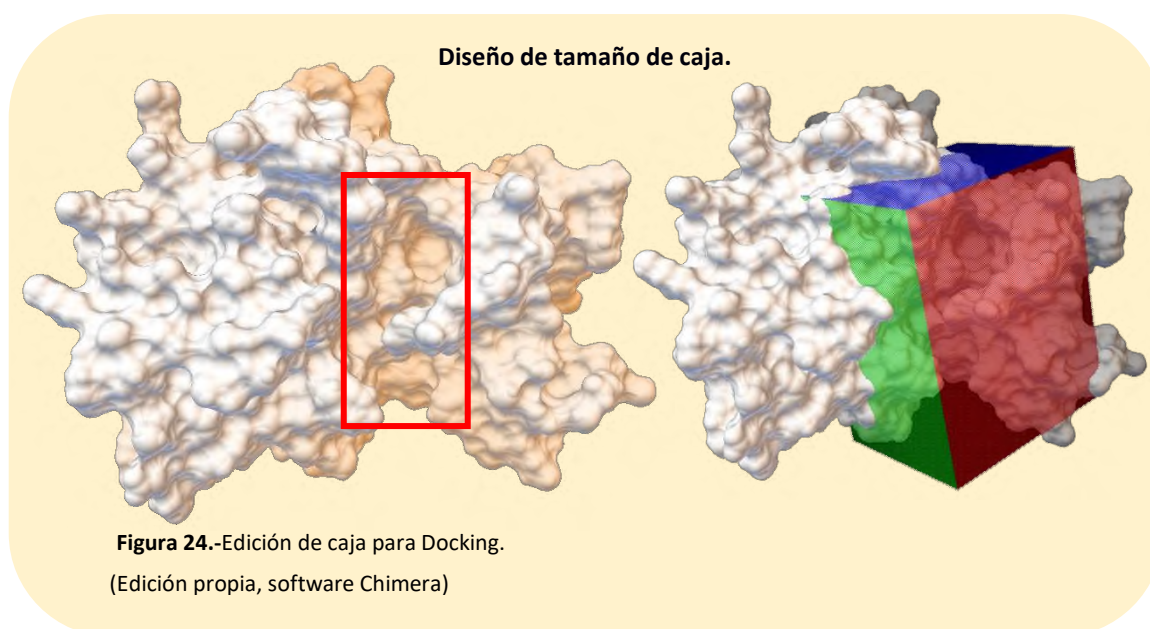 Diseño de tamaño de caja.
Figura 24.-Edición de caja para Docking.
(Edición propia, software Chimera)